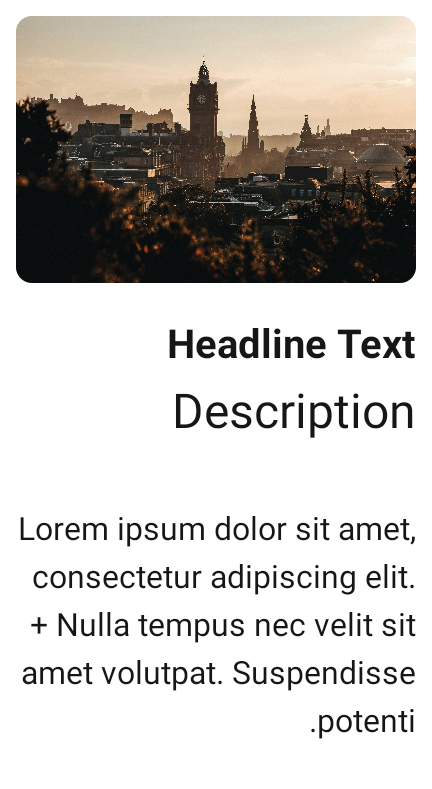 Headline Text
Description
Lorem ipsum dolor sit amet,
consectetur adipiscing elit.
+ Nulla tempus nec velit sit
amet volutpat. Suspendisse
.potenti